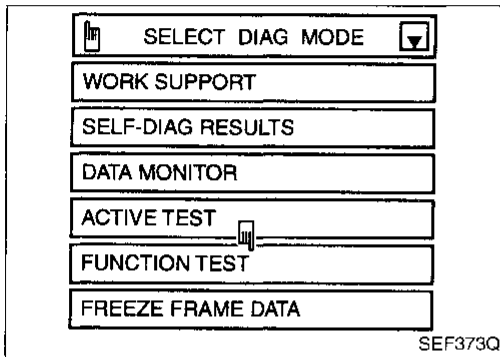 SELECT DIAG MODE
WORK SUPPORT
SELF-DIAG RESULTS
DATA MONITOR
ACTIVE TEST
FUNCTION TEST
FREEZE FRAME DATA
SEF373Q